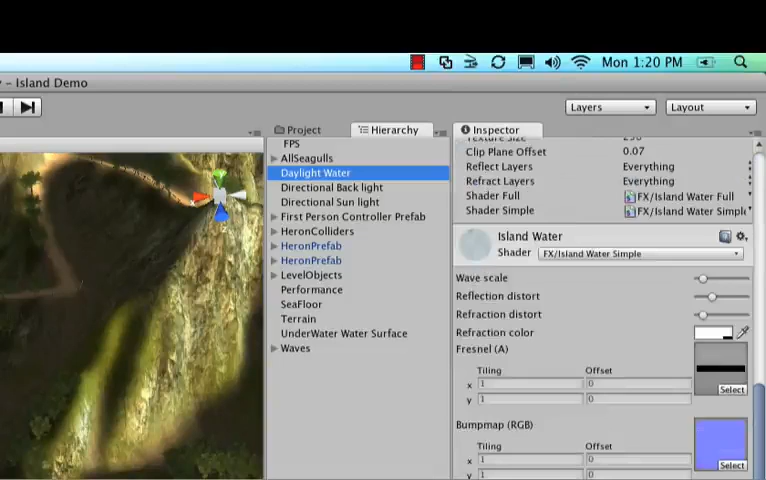 Mon 1:20 PM
- Island Demo
Layers
Layout
Project
Hierarchy
Inspector
FPS
AllSeagulls
Daylight Water
Directional Back light
Directional Sun light
First Person Controller Prefab
HeronColliders
HeronPrefab
HeronPrefab
LevelObjects
Performance
SeaFloor
Terrain
UnderWater Water Surface
Waves
Clip Plane Offset 0.07
Reflect Layers Everything
Refract Layers Everything
Shader Full FX/Island Water Full
Shader Simple FX/Island Water Simple
Island Water
Shader FX/Island Water Simple
Wave scale
Reflection distort
Refraction distort
Refraction color
Fresnel (A)
Tiling Offset
x 1 0
y 1 0
Select
Bumpmap (RGB)
Tiling Offset
x 1 0
y 1 0
Select